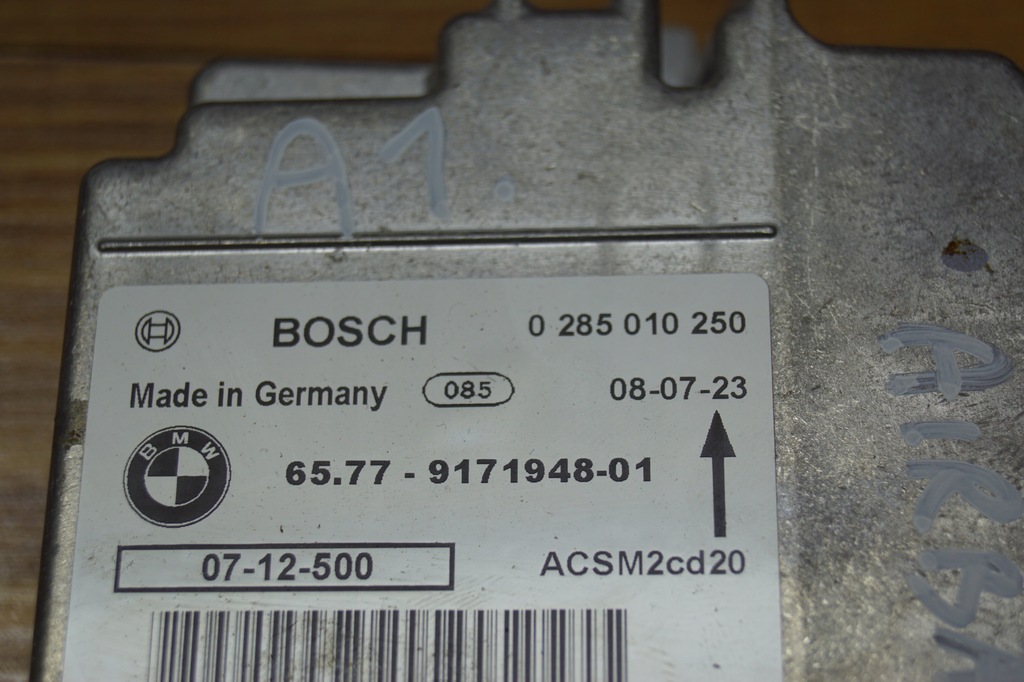 A1.
BOSCH 0 285 010 250
Made in Germany 085 08-07-23
BMW
65.77 - 9171948-01
07-12-500 ACSM2cd20
AIRBA